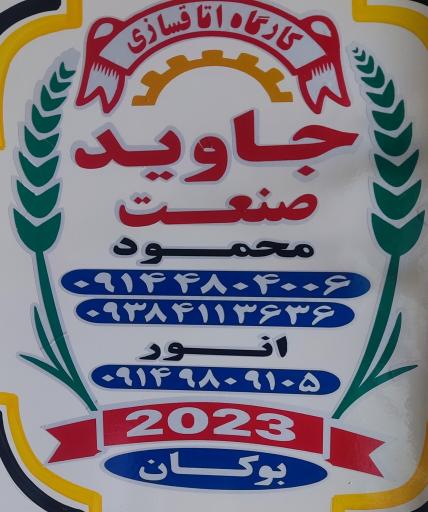 کارگاه اتاقسازی
جاوید
صنعت
محمود
۰۹۱۴۴۸۰۴۰۰۶
۰۹۳۸۴۱۱۳۶۳۶
انور
۰۹۱۴۹۸۰۹۱۰۵
2023
بوکان